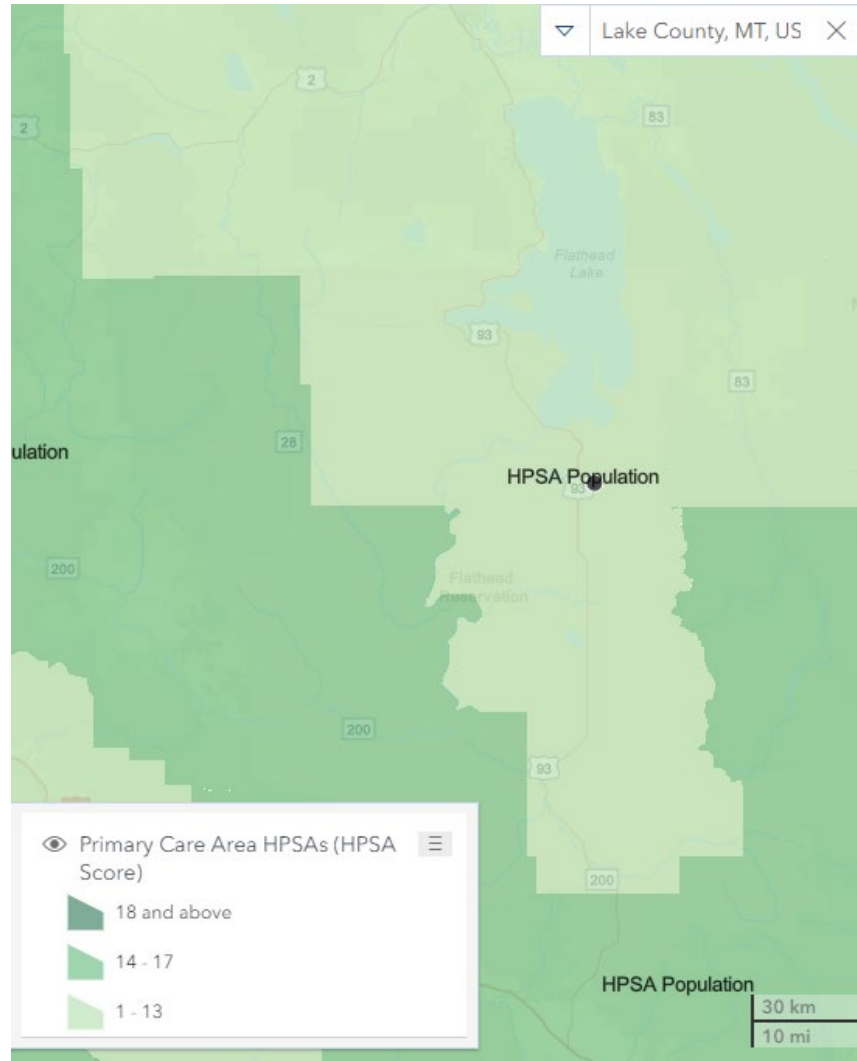 Lake County, MT, US
2
83
2
Flathead
Lake
93
83
28
ulation
HPSA Population
93
200
Flathead
Reservation
200
93
Primary Care Area HPSAs (HPSA
Score)
18 and above
14 - 17
1 - 13
200
HPSA Population
30 km
10 mi